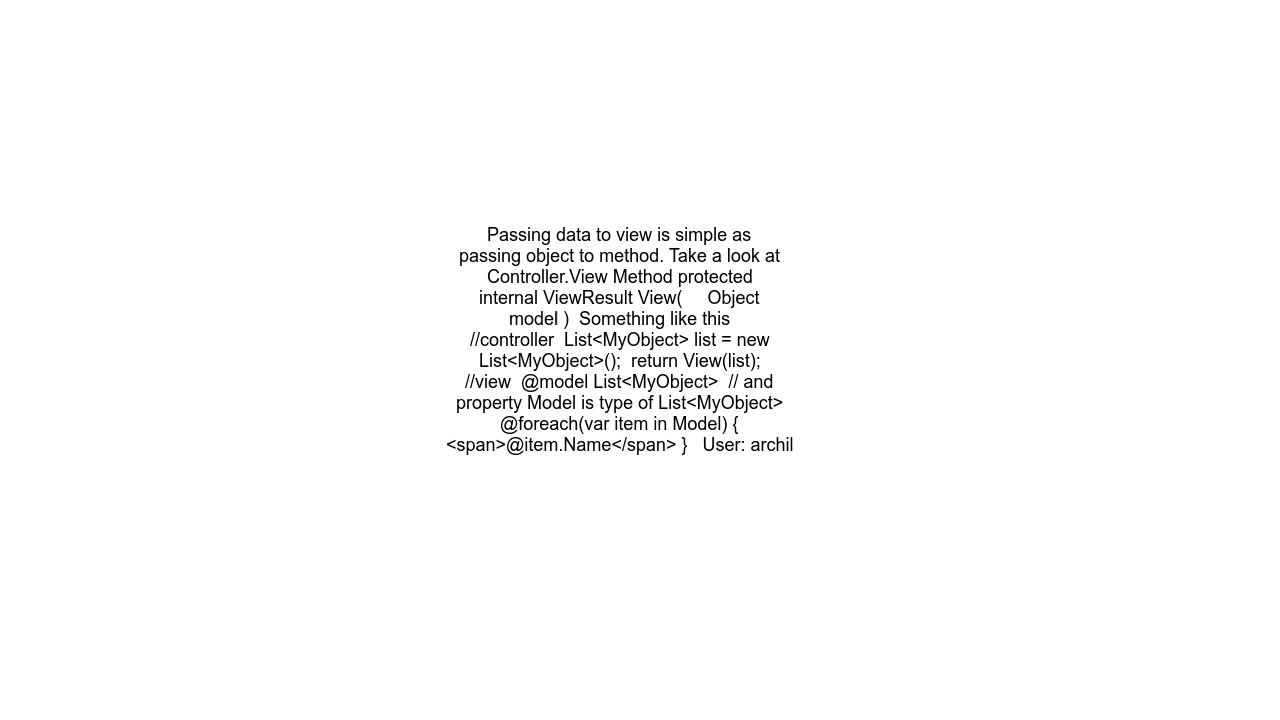 Passing data to view is simple as
passing object to method. Take a look at
Controller.View Method protected
internal ViewResult View(     Object
model )  Something like this
//controller  List<MyObject> list = new
List<MyObject>();  return View(list);
//view  @model List<MyObject>  // and
property Model is type of List<MyObject>
@foreach(var item in Model) {
<span>@item.Name</span> }   User: archil